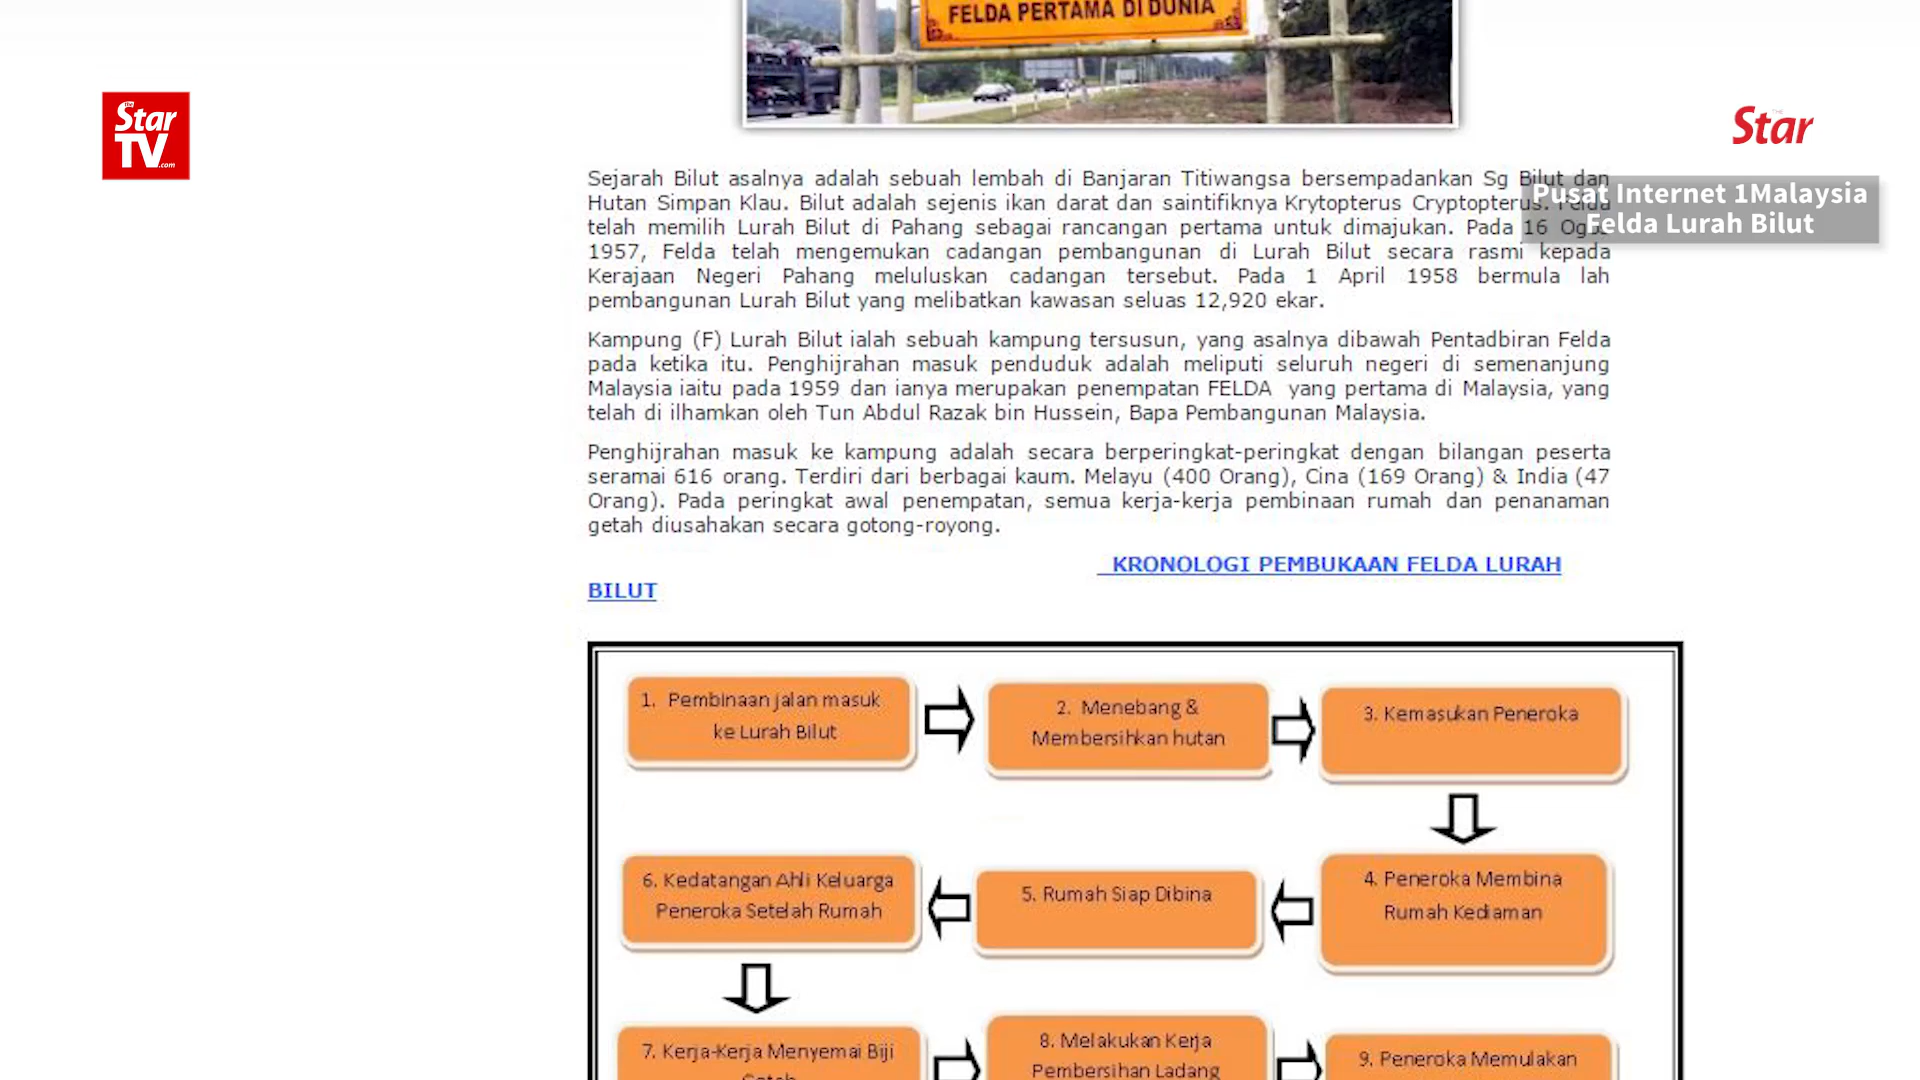 FELDA PERTAMA DI DUNIA
The Star
TV.com
The Star
Pusat Internet 1Malaysia
Felda Lurah Bilut
Sejarah Bilut asalnya adalah sebuah lembah di Banjaran Titiwangsa bersempadankan Sg Bilut dan
Hutan Simpan Klau. Bilut adalah sejenis ikan darat dan saintifiknya Krytopterus Cryptopterus. Felda
telah memilih Lurah Bilut di Pahang sebagai rancangan pertama untuk dimajukan. Pada 16 Ogos
1957, Felda telah mengemukan cadangan pembangunan di Lurah Bilut secara rasmi kepada
Kerajaan Negeri Pahang meluluskan cadangan tersebut. Pada 1 April 1958 bermula lah
pembangunan Lurah Bilut yang melibatkan kawasan seluas 12,920 ekar.
Kampung (F) Lurah Bilut ialah sebuah kampung tersusun, yang asalnya dibawah Pentadbiran Felda
pada ketika itu. Penghijrahan masuk penduduk adalah meliputi seluruh negeri di semenanjung
Malaysia iaitu pada 1959 dan ianya merupakan penempatan FELDA yang pertama di Malaysia, yang
telah di ilhamkan oleh Tun Abdul Razak bin Hussein, Bapa Pembangunan Malaysia.
Penghijrahan masuk ke kampung adalah secara berperingkat-peringkat dengan bilangan peserta
seramai 616 orang. Terdiri dari berbagai kaum. Melayu (400 Orang), Cina (169 Orang) & India (47
Orang). Pada peringkat awal penempatan, semua kerja-kerja pembinaan rumah dan penanaman
getah diusahakan secara gotong-royong.
KRONOLOGI PEMBUKAAN FELDA LURAH
BILUT
1. Pembinaan jalan masuk
ke Lurah Bilut
2. Menebang &
Membersihkan hutan
3. Kemasukan Peneroka
4. Peneroka Membina
Rumah Kediaman
5. Rumah Siap Dibina
6. Kedatangan Ahli Keluarga
Peneroka Setelah Rumah
7. Kerja-Kerja Menyemai Biji
8. Melakukan Kerja
Pembersihan Ladang
9. Peneroka Memulakan